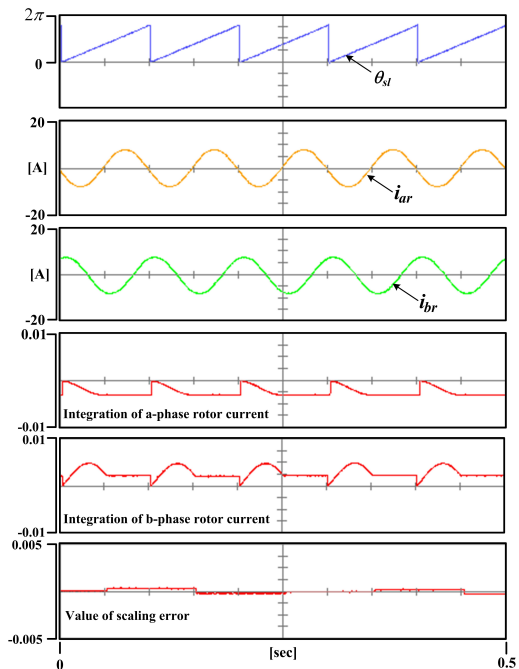 2π
0
θsl
20
[A]
-20
iar
20
[A]
-20
ibr
0.01
Integration of a-phase rotor current
-0.01
0.01
Integration of b-phase rotor current
-0.01
0.005
Value of scaling error
-0.005
0 [sec] 0.5